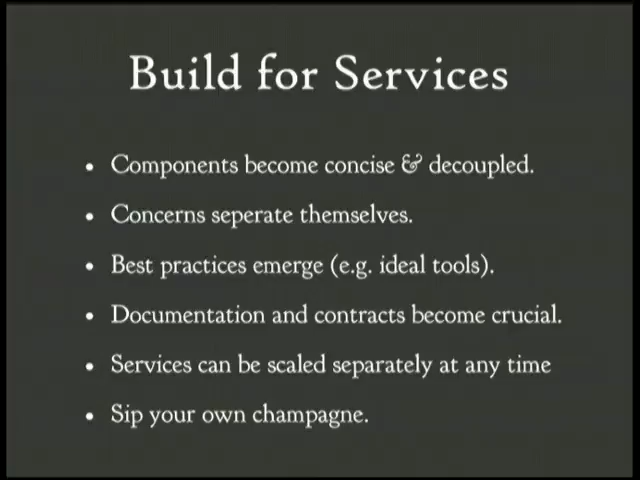 Build for Services
• Components become concise & decoupled.
• Concerns seperate themselves.
• Best practices emerge (e.g. ideal tools).
• Documentation and contracts become crucial.
• Services can be scaled separately at any time
• Sip your own champagne.